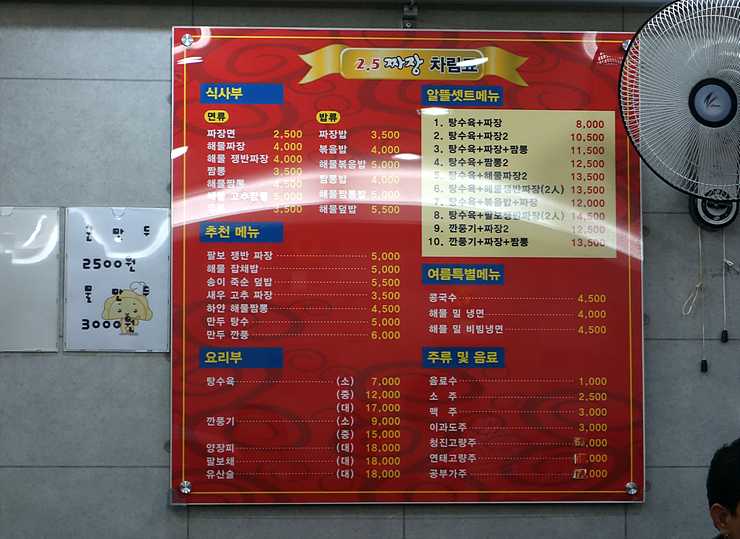 2,5 짜장 차림표
식사부
면류
짜장면 2,500
해물짜장 4,000
해물 쟁반짜장 4,000
짬뽕 3,500
해물짬뽕 4,500
해물 고추짬뽕 5,000
3,500
밥류
짜장밥 3,500
볶음밥 4,000
해물볶음밥 5,000
짬뽕밥 4,000
해물짬뽕밥 5,000
해물덮밥 5,500
추천 메뉴
팔보 쟁반 짜장 5,000
해물 잡채밥 5,000
송이 죽순 덮밥 5,500
새우 고추 짜장 3,500
하얀 해물짬뽕 4,500
만두 탕수 5,000
만두 깐풍 6,000
요리부
탕수육 (소) 7,000
(중) 12,000
(대) 17,000
깐풍기 (소) 9,000
(중) 15,000
양장피 (대) 18,000
팔보채 (대) 18,000
유산슬 (대) 18,000
알뜰셋트메뉴
1. 탕수육+짜장 8,000
2. 탕수육+짜장2 10,500
3. 탕수육+짜장+짬뽕 11,500
4. 탕수육+짬뽕2 12,500
5. 탕수육+해물짜장2 13,500
6. 탕수육+해물쟁반짜장(2人) 13,500
7. 탕수육+볶음밥+짜장 12,000
8. 탕수육+팔보쟁반짜장(2人) 14,500
9. 깐풍기+짜장2 12,500
10. 깐풍기+짜장+짬뽕 13,500
여름특별메뉴
콩국수 4,500
해물 밀 냉면 4,000
해물 밀 비빔냉면 4,500
주류 및 음료
음료수 1,000
소 주 2,500
맥 주 3,000
이과도주 3,000
청진고량주
연태고량주
공부가주
물 만 두
2500원
물 만 두
3000원